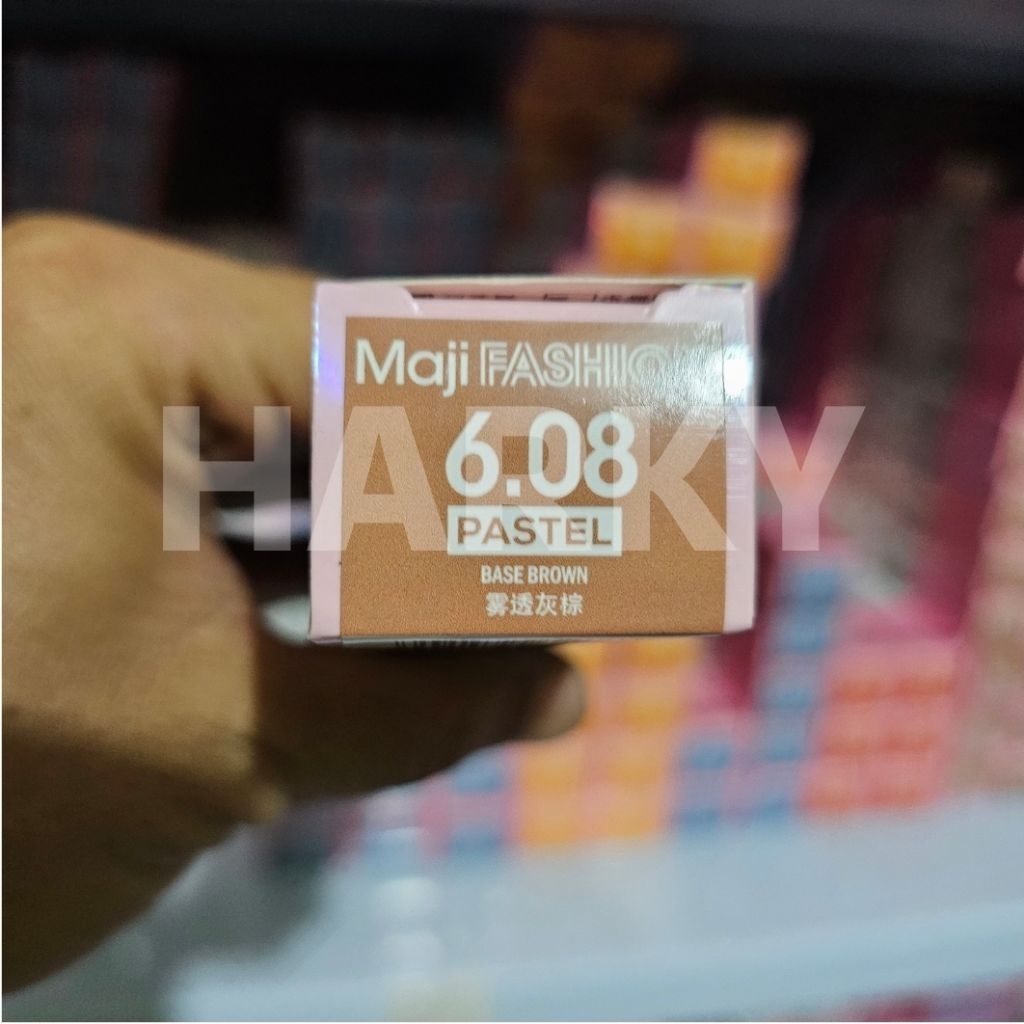 Maji FASHIO
6.08
HARKY
PASTEL
BASE BROWN
雾透灰棕